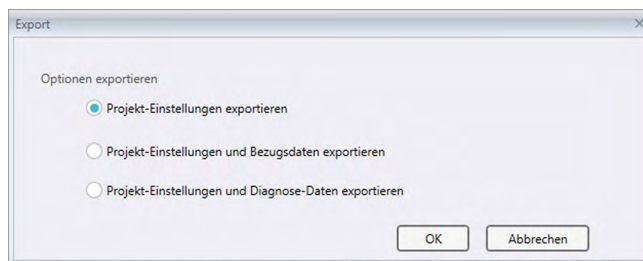 Export
Optionen exportieren
Projekt-Einstellungen exportieren
Projekt-Einstellungen und Bezugsdaten exportieren
Projekt-Einstellungen und Diagnose-Daten exportieren
OK Abbrechen